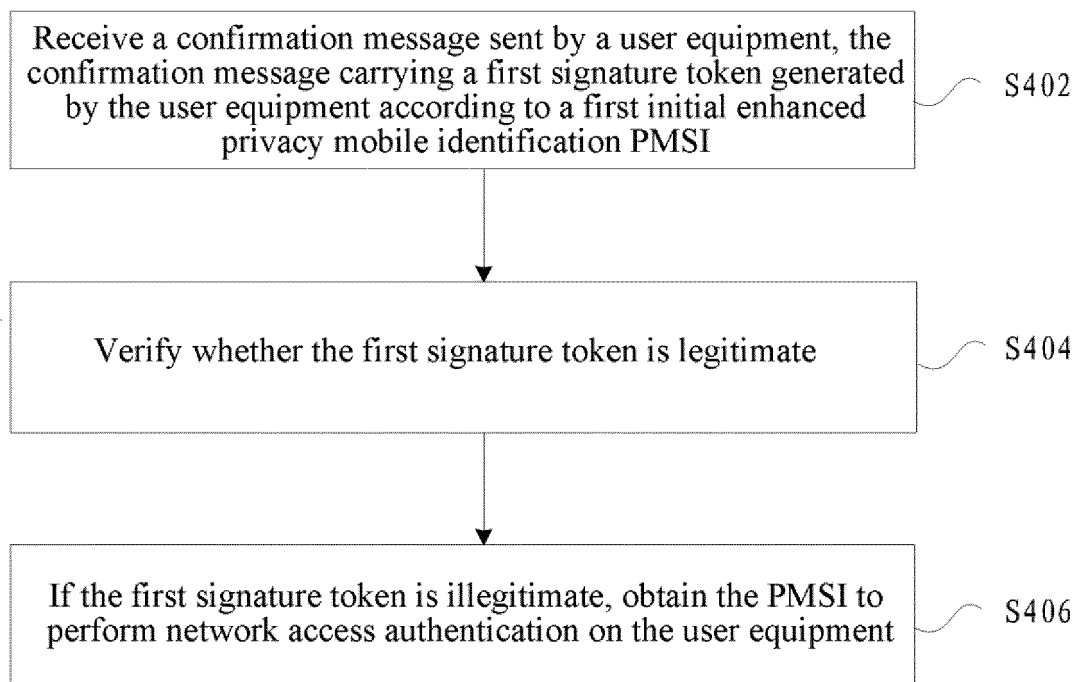 Receive a confirmation message sent by a user equipment, the
confirmation message carrying a first signature token generated
by the user equipment according to a first initial enhanced
privacy mobile identification PMSI
S402
Verify whether the first signature token is legitimate
S404
If the first signature token is illegitimate, obtain the PMSI to
perform network access authentication on the user equipment
S406